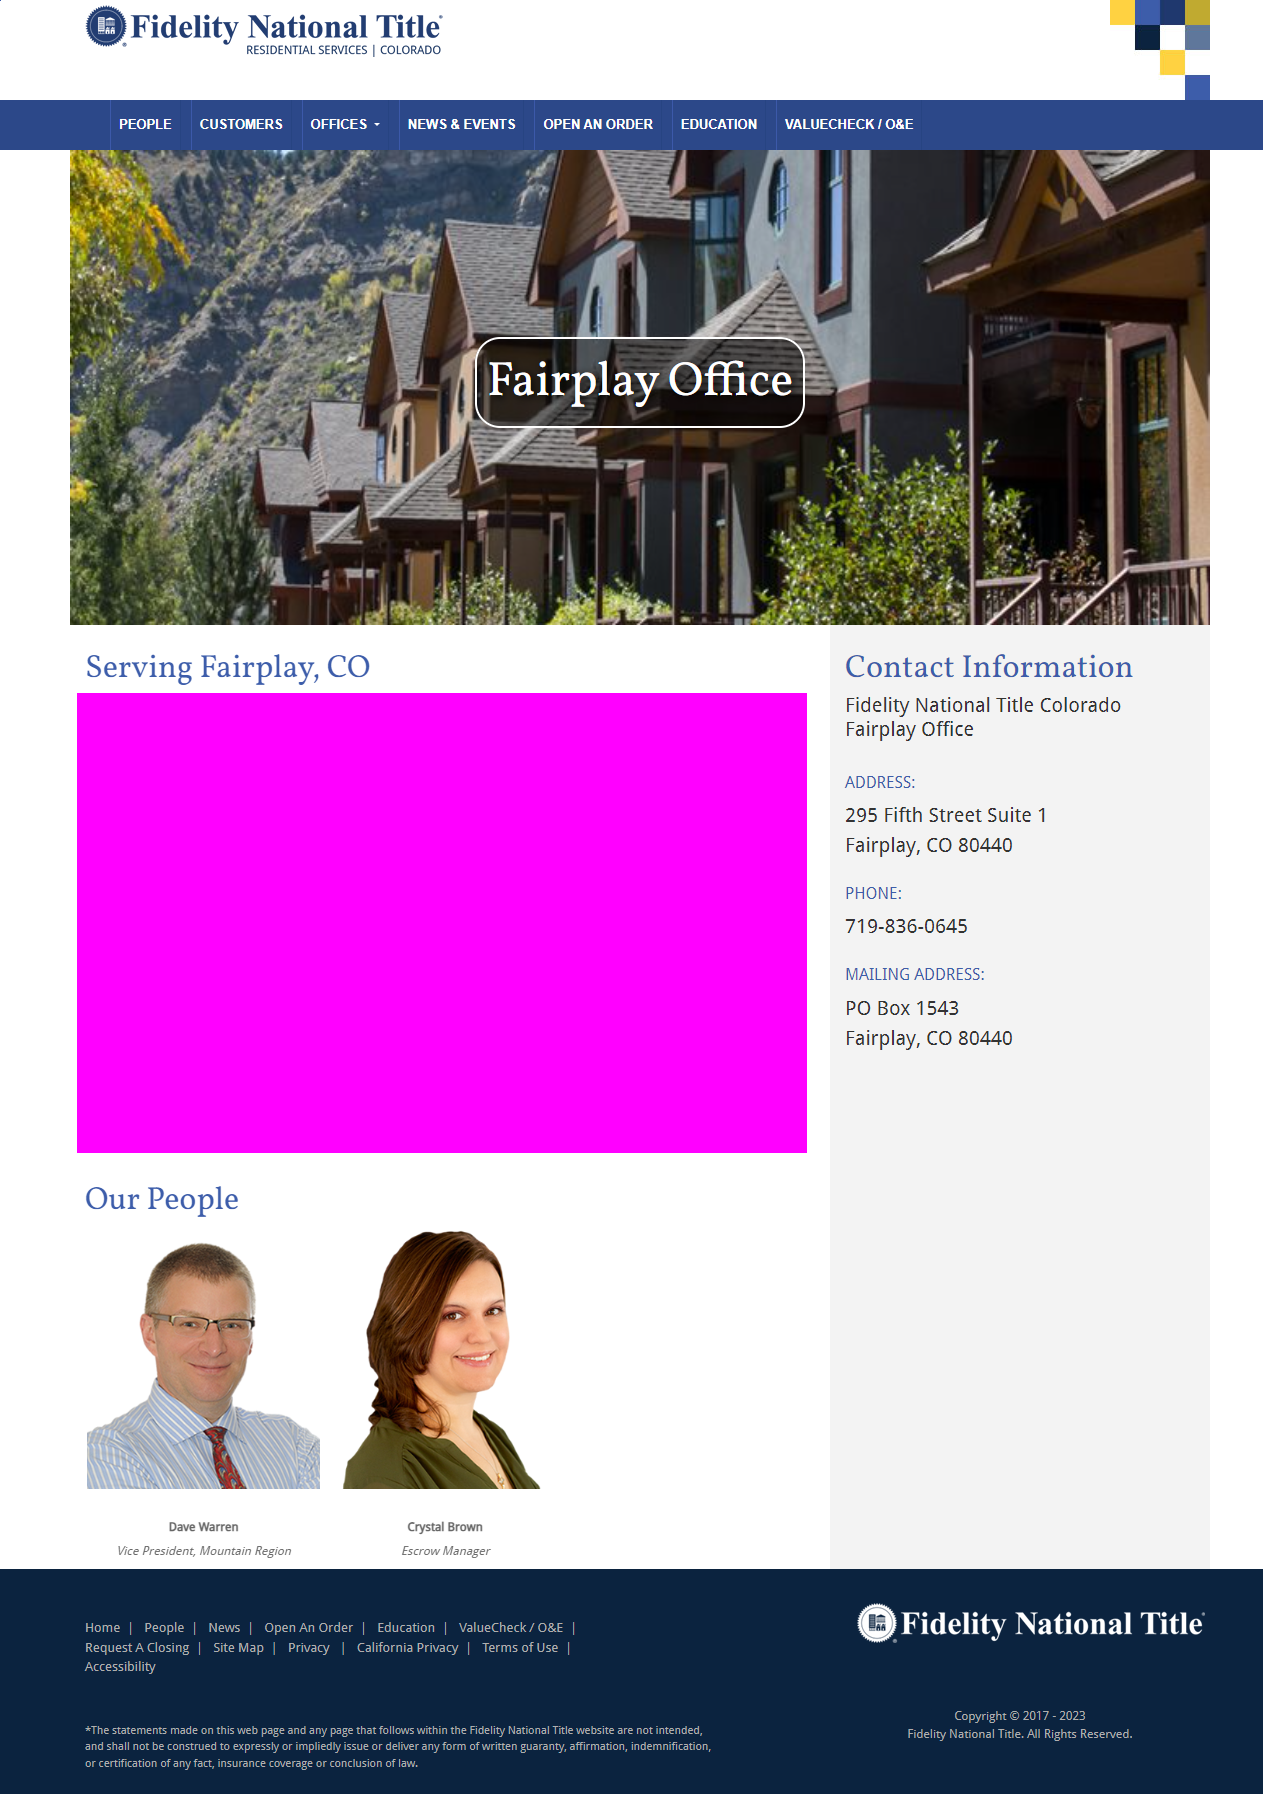 Fidelity National Title®
RESIDENTIAL SERVICES | COLORADO
PEOPLE
CUSTOMERS
OFFICES
NEWS & EVENTS
OPEN AN ORDER
EDUCATION
VALUECHECK / O&E
Fairplay Office
Serving Fairplay, CO
Contact Information
Fidelity National Title Colorado
Fairplay Office
ADDRESS:
295 Fifth Street Suite 1
Fairplay, CO 80440
PHONE:
719-836-0645
MAILING ADDRESS:
PO Box 1543
Fairplay, CO 80440
Our People
Dave Warren
Vice President, Mountain Region
Crystal Brown
Escrow Manager
Home | People | News | Open An Order | Education | ValueCheck / O&E |
Request A Closing | Site Map | Privacy | California Privacy | Terms of Use |
Accessibility
*The statements made on this web page and any page that follows within the Fidelity National Title website are not intended,
and shall not be construed to expressly or impliedly issue or deliver any form of written guaranty, affirmation, indemnification,
or certification of any fact, insurance coverage or conclusion of law.
Fidelity National Title®
Copyright © 2017 - 2023
Fidelity National Title. All Rights Reserved.